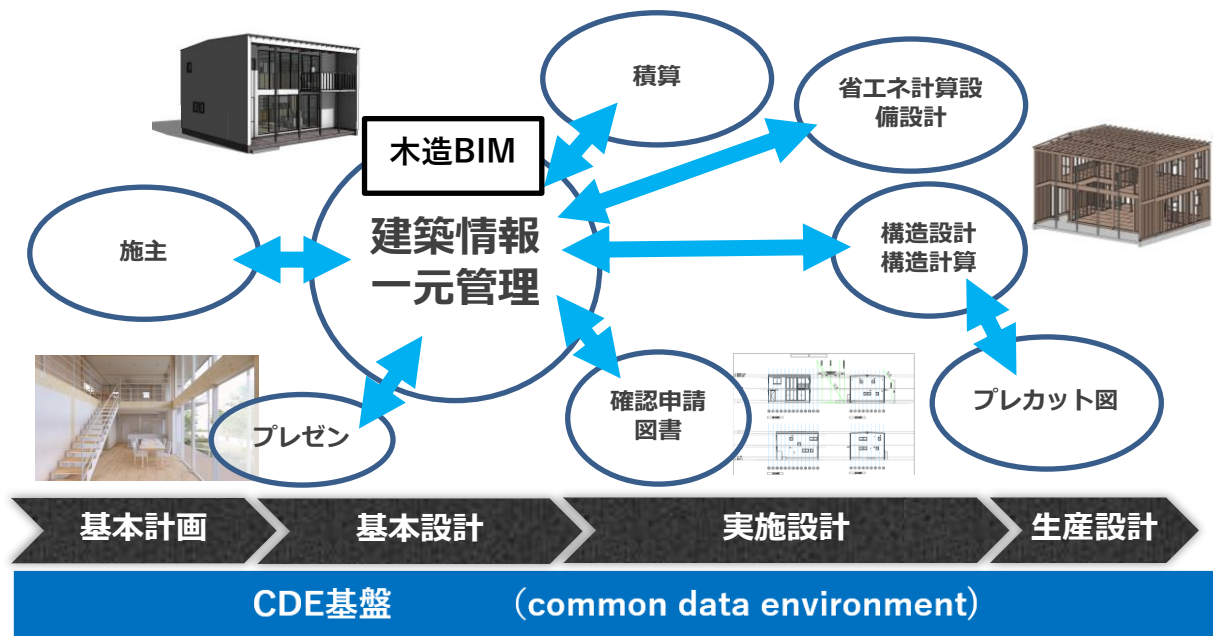 積算
省エネ計算設
備設計
木造BIM
建築情報
一元管理
施主
構造設計
構造計算
プレゼン
確認申請
図書
プレカット図
基本計画
基本設計
実施設計
生産設計
CDE基盤 （common data environment）